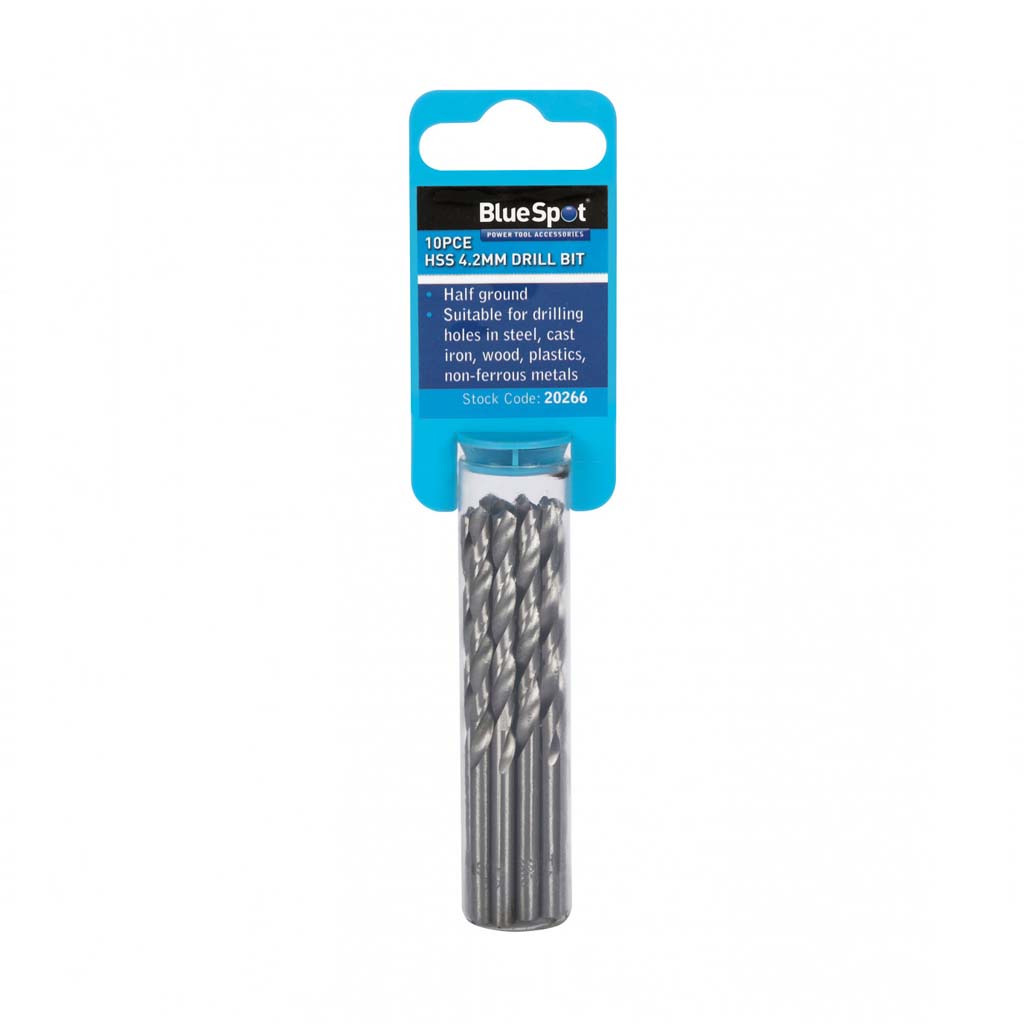 BlueSpot®
POWER TOOL ACCESSORIES
10PCE
HSS 4.2MM DRILL BIT
• Half ground
• Suitable for drilling
holes in steel, cast
iron, wood, plastics,
non-ferrous metals
Stock Code: 20266